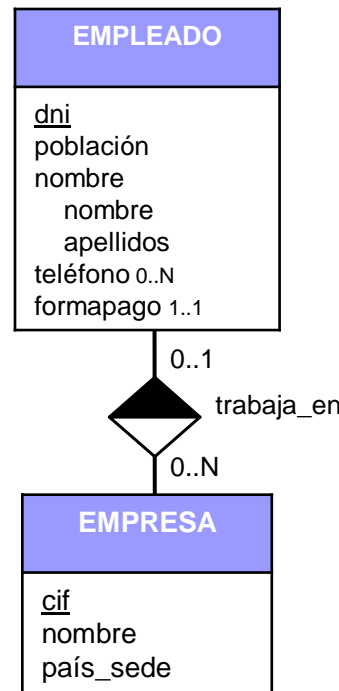 EMPLEADO
dni
población
nombre
nombre
apellidos
teléfono 0..N
formapago 1..1
0..1
trabaja_en
0..N
EMPRESA
cif
nombre
país_sede